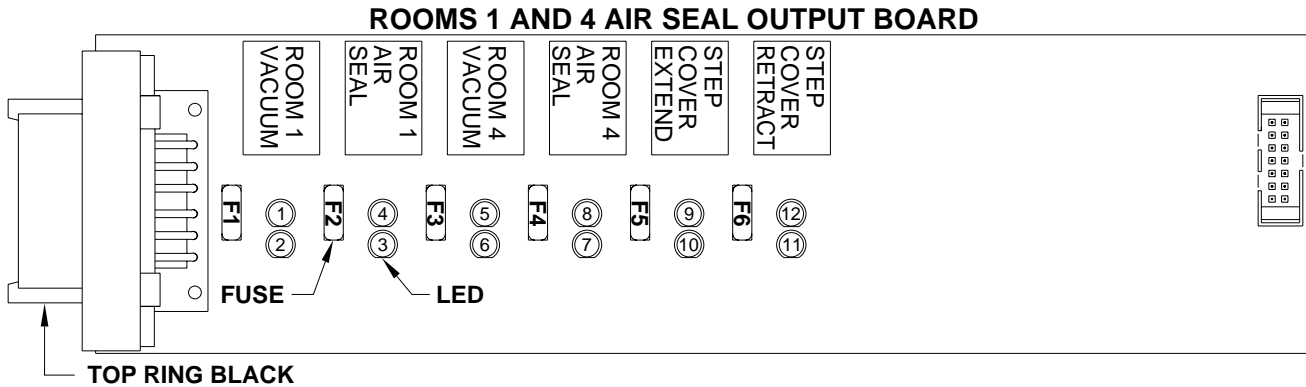 ROOMS 1 AND 4 AIR SEAL OUTPUT BOARD
ROOM 1
VACUUM
ROOM 1
AIR
SEAL
ROOM 4
VACUUM
ROOM 4
AIR
SEAL
STEP
COVER
EXTEND
STEP
COVER
RETRACT
F1
1
2
F2
4
3
F3
5
6
F4
8
7
F5
9
10
F6
12
11
FUSE
LED
TOP RING BLACK